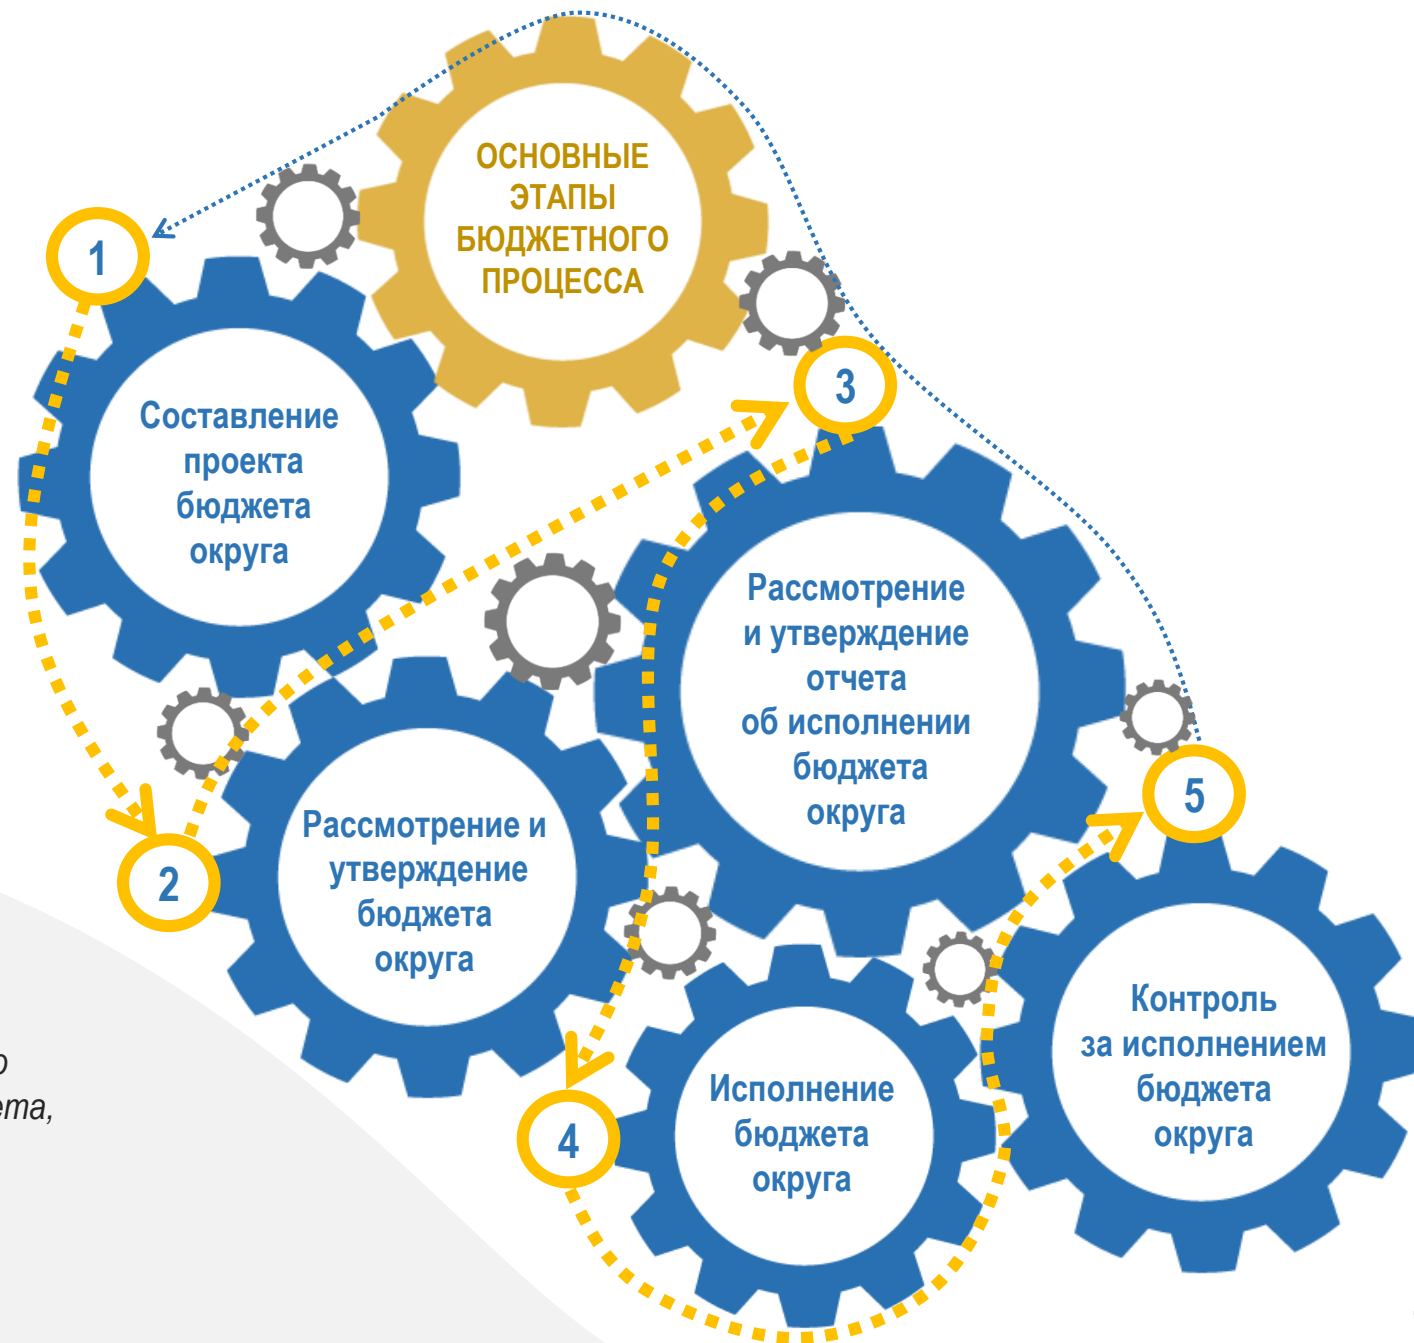 ОСНОВНЫЕ
ЭТАПЫ
БЮДЖЕТНОГО
ПРОЦЕССА
1
Составление
проекта
бюджета
округа
2
Рассмотрение и
утверждение
бюджета
округа
3
Рассмотрение
и утверждение
отчета
об исполнении
бюджета
округа
4
Исполнение
бюджета
округа
5
Контроль
за исполнением
бюджета
округа